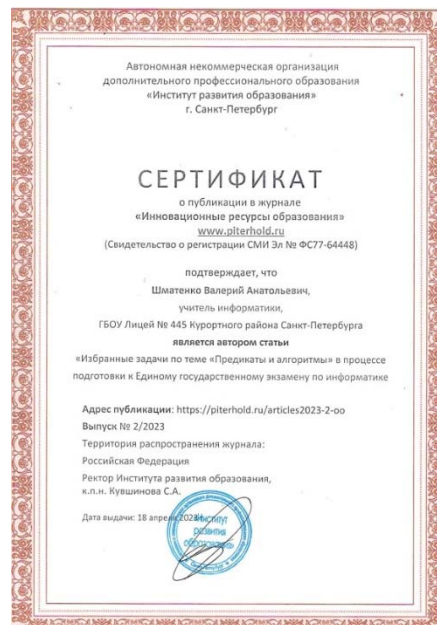 Автономная некоммерческая организация
дополнительного профессионального образования
«Институт развития образования»
г. Санкт-Петербург
СЕРТИФИКАТ
о публикации в журнале
«Инновационные ресурсы образования»
www.piterhold.ru
(Свидетельство о регистрации СМИ Эл № ФС77-64448)
подтверждает, что
Шматенко Валерий Анатольевич,
учитель информатики,
ГБОУ Лицей № 445 Курортного района Санкт-Петербурга
является автором статьи
«Избранные задачи по теме «Предикаты и алгоритмы» в процессе
подготовки к Единому государственному экзамену по информатике
Адрес публикации: https://piterhold.ru/articles2023-2-oo
Выпуск № 2/2023
Территория распространения журнала:
Российская Федерация
Ректор Института развития образования,
к.п.н. Кувшинова С.А.
Дата выдачи: 18 апреля 2023г.
Институт
развития
образования